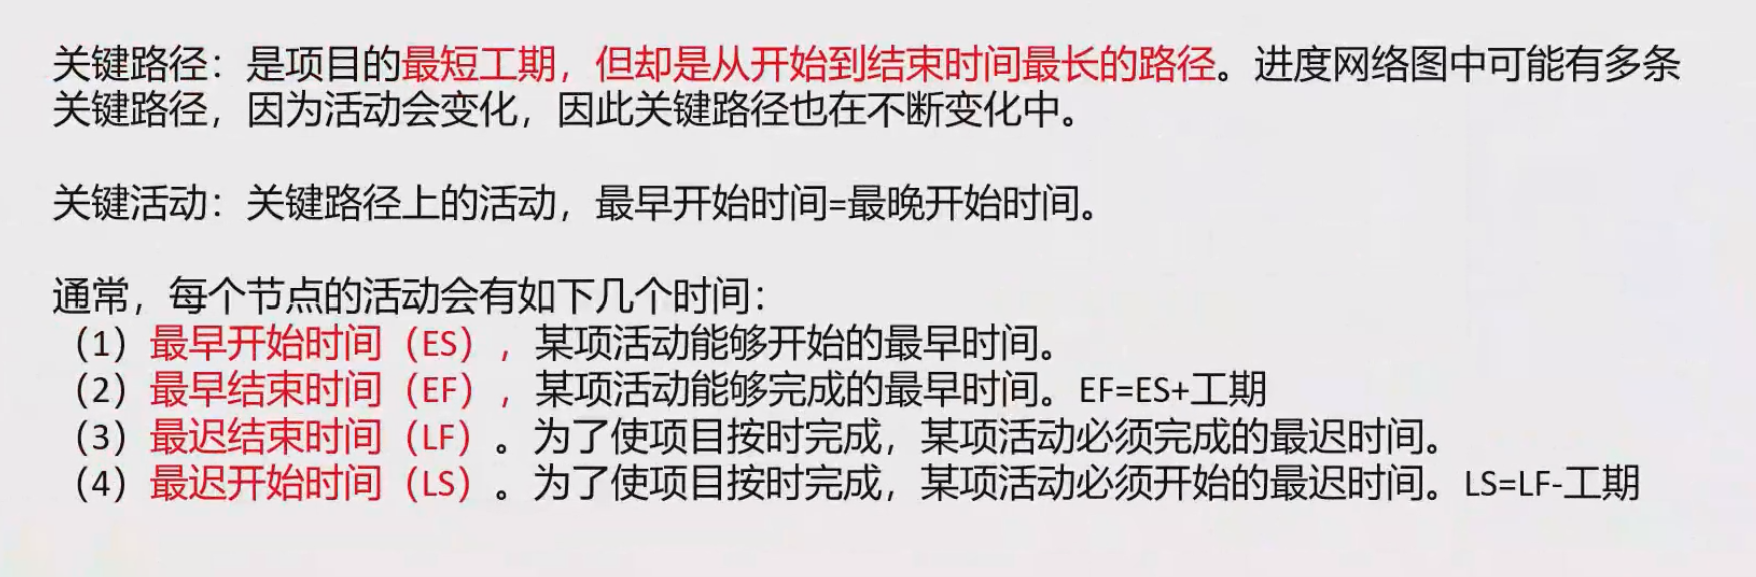 关键路径：是项目的最短工期，但却是从开始到结束时间最长的路径。进度网络图中可能有多条
关键路径，因为活动会变化，因此关键路径也在不断变化中。
关键活动：关键路径上的活动，最早开始时间=最晚开始时间。
通常，每个节点的活动会有如下几个时间：
（1）最早开始时间（ES），某项活动能够开始的最早时间。
（2）最早结束时间（EF），某项活动能够完成的最早时间。EF=ES+工期
（3）最迟结束时间（LF）。为了使项目按时完成，某项活动必须完成的最迟时间。
（4）最迟开始时间（LS）。为了使项目按时完成，某项活动必须开始的最迟时间。LS=LF-工期